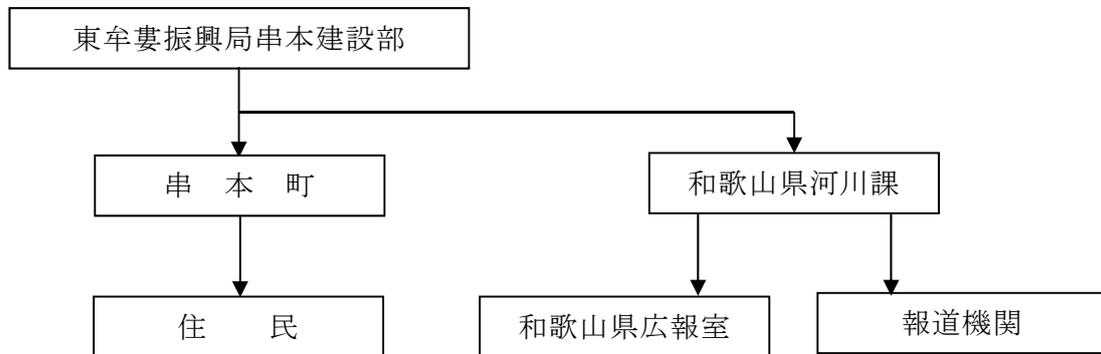 東牟婁振興局串本建設部
串 本 町
和歌山県河川課
住 民
和歌山県広報室
報道機関